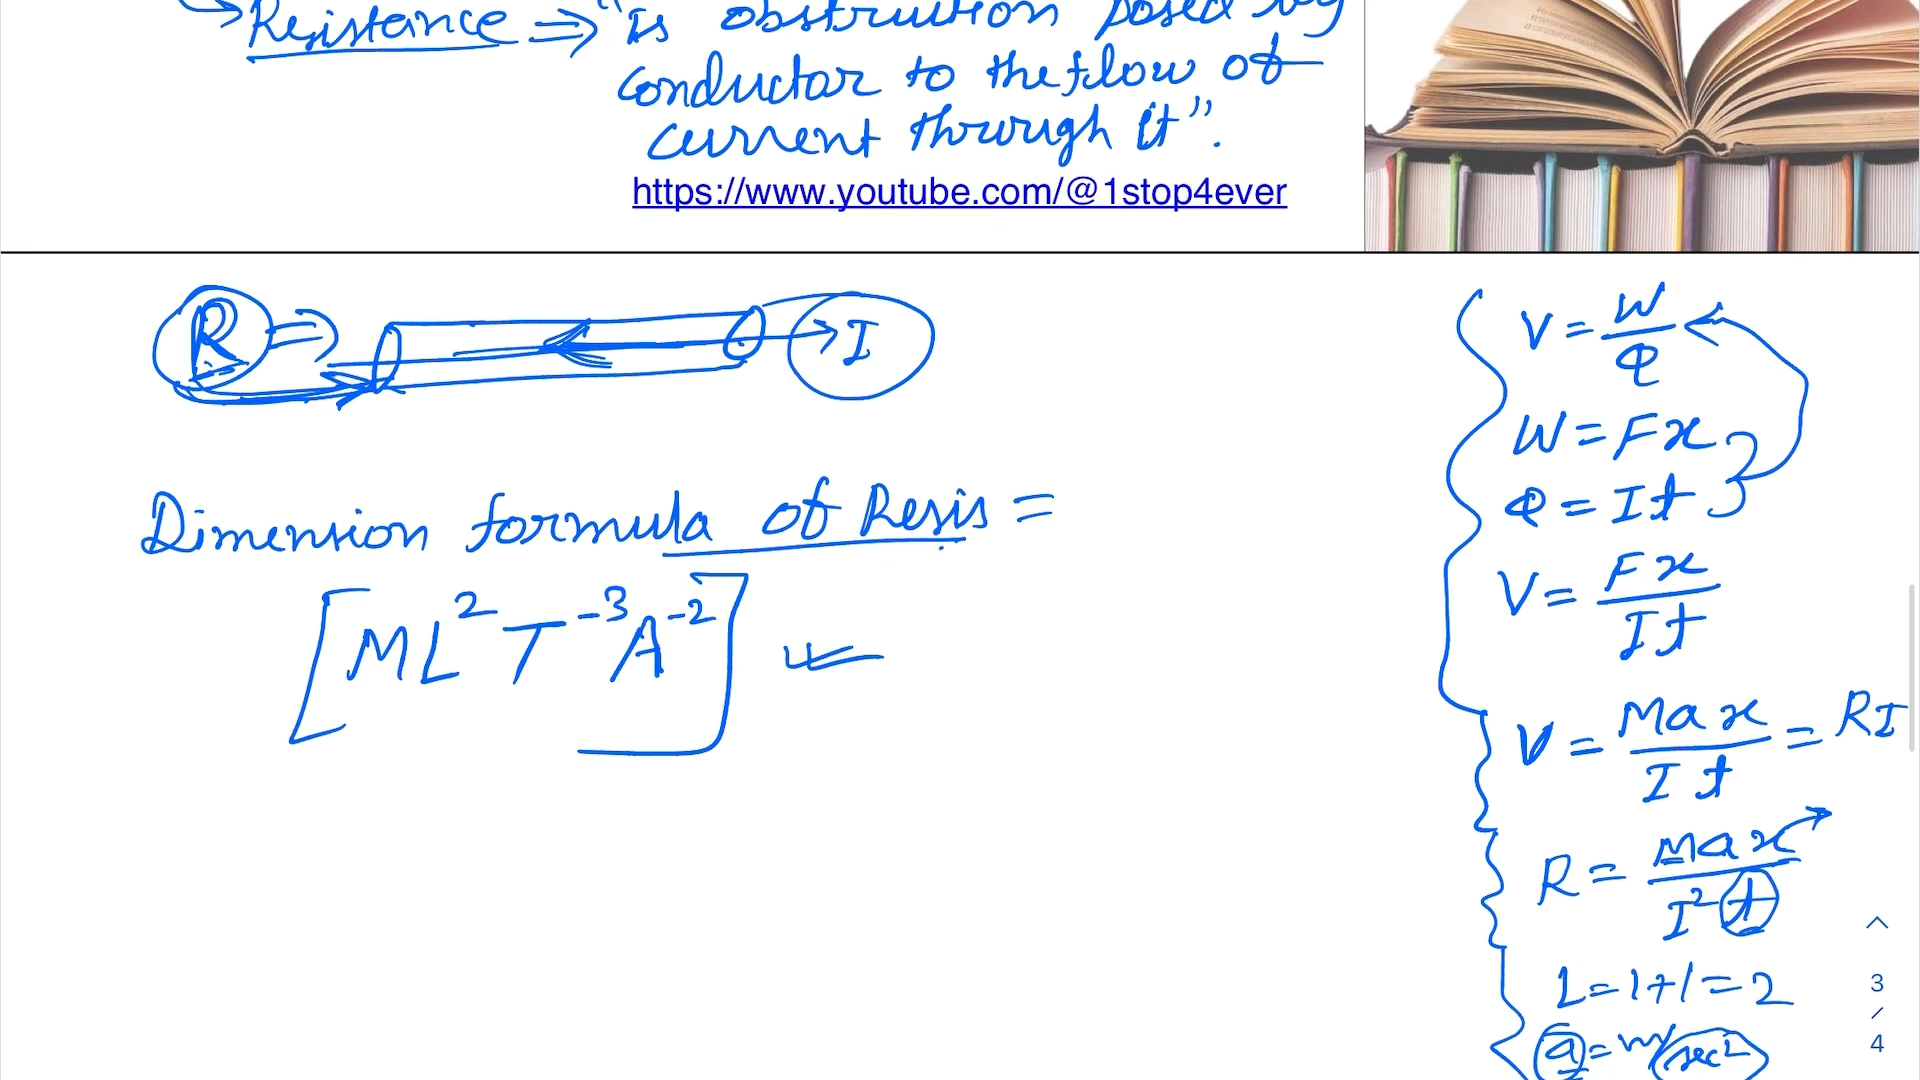 Resistance ⇒ "is obstruction posed by
conductor to the flow of
current through it".
https://www.youtube.com/@1stop4ever
R ⇒ I
Dimension formula of Resis =
[ML²T⁻³A⁻²]
V = W/Q
W = Fx
Q = It
V = Fx/It
V = Max/It = RI
R = Max/I²t
L = 1+1 = 2
a = m/sec²
3
/
4